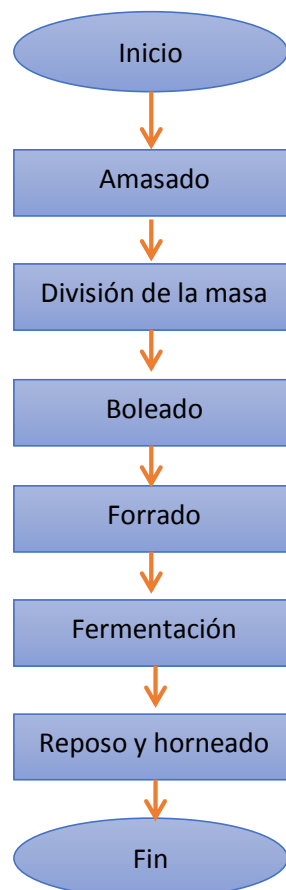 Inicio
Amasado
División de la masa
Boleado
Forrado
Fermentación
Reposo y horneado
Fin